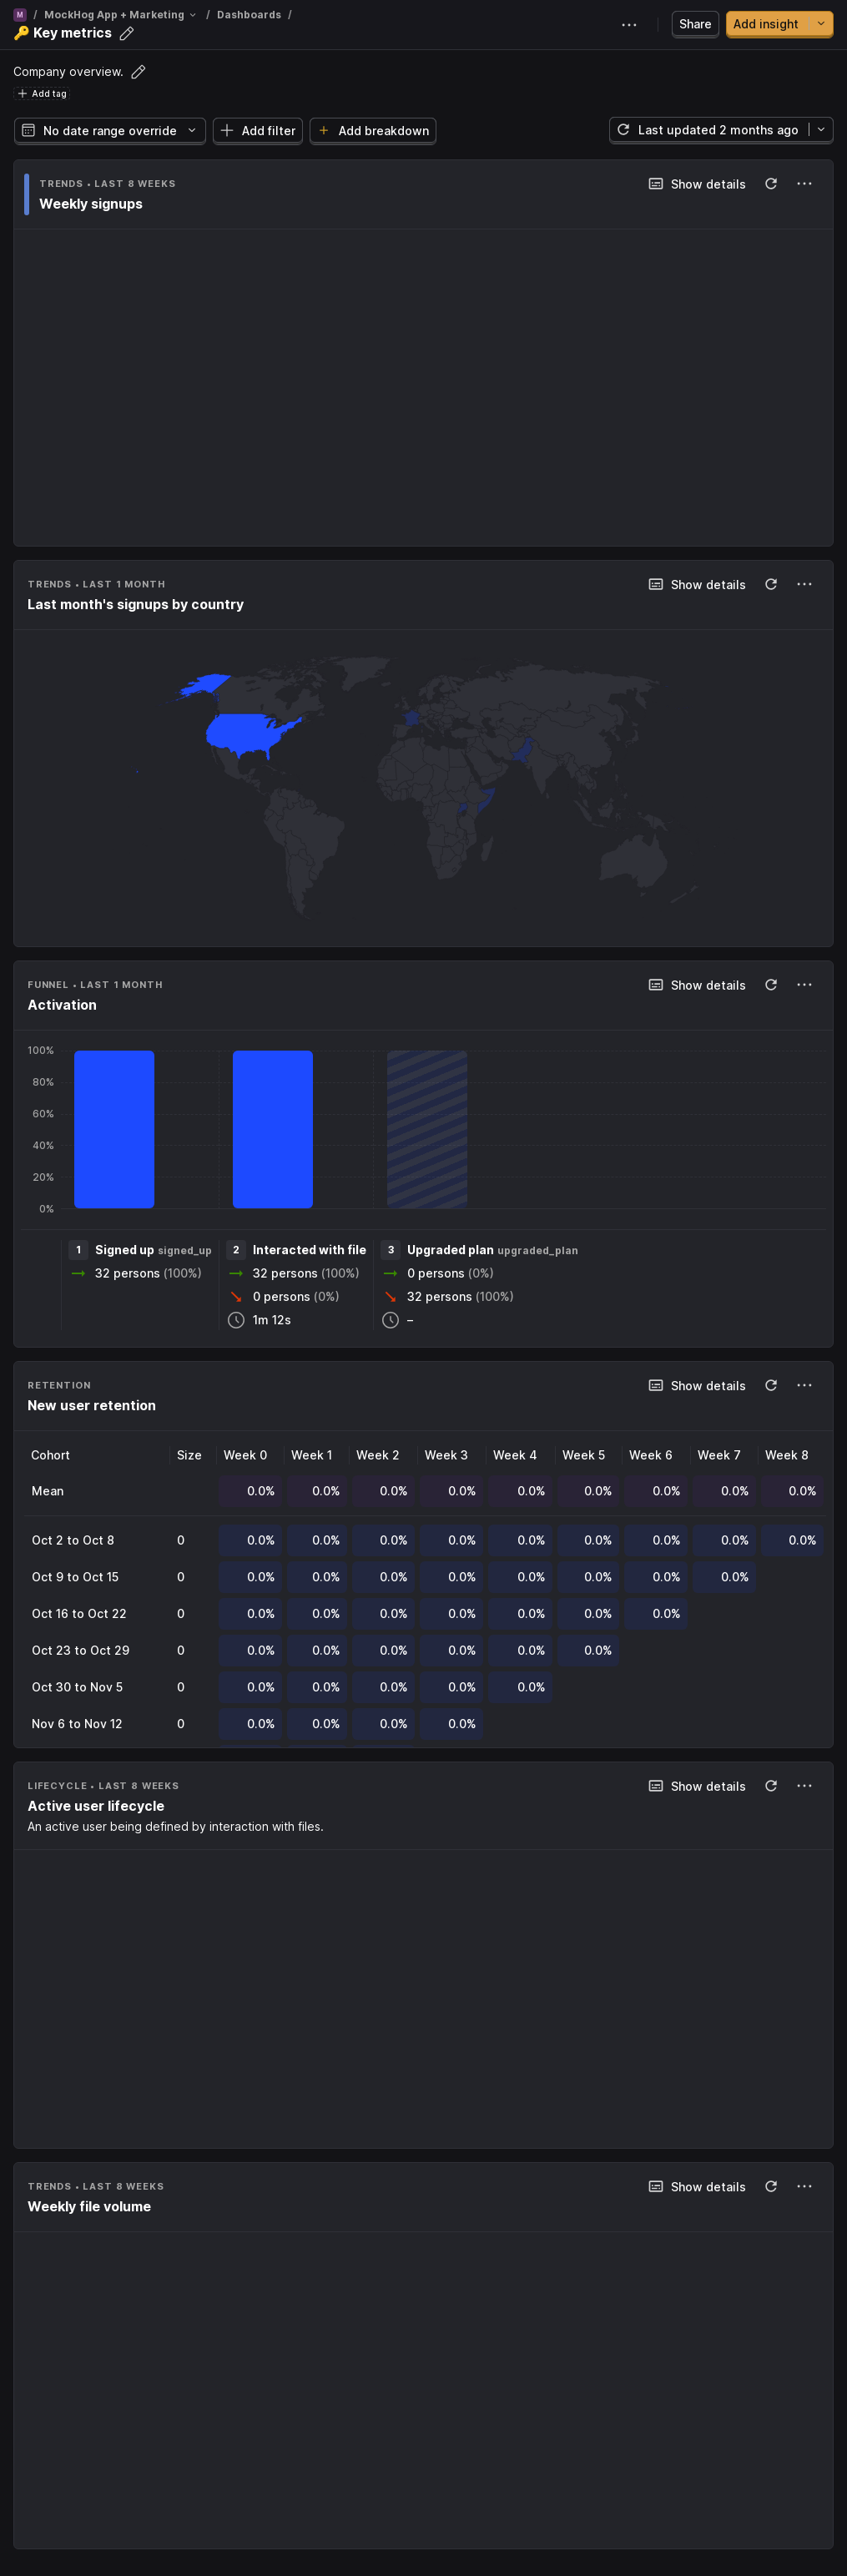 M / MockHog App + Marketing / Dashboards /
🔑 Key metrics
Share
Add insight
Company overview.
Add tag
No date range override
Add filter
Add breakdown
Last updated 2 months ago
TRENDS • LAST 8 WEEKS
Show details
Weekly signups
TRENDS • LAST 1 MONTH
Show details
Last month's signups by country
FUNNEL • LAST 1 MONTH
Show details
Activation
100%
80%
60%
40%
20%
0%
1 Signed up signed_up
32 persons (100%)
2 Interacted with file
32 persons (100%)
0 persons (0%)
1m 12s
3 Upgraded plan upgraded_plan
0 persons (0%)
32 persons (100%)
–
RETENTION
Show details
New user retention
Cohort Size Week 0 Week 1 Week 2 Week 3 Week 4 Week 5 Week 6 Week 7 Week 8
Mean 0.0% 0.0% 0.0% 0.0% 0.0% 0.0% 0.0% 0.0% 0.0%
Oct 2 to Oct 8 0 0.0% 0.0% 0.0% 0.0% 0.0% 0.0% 0.0% 0.0% 0.0%
Oct 9 to Oct 15 0 0.0% 0.0% 0.0% 0.0% 0.0% 0.0% 0.0% 0.0%
Oct 16 to Oct 22 0 0.0% 0.0% 0.0% 0.0% 0.0% 0.0% 0.0%
Oct 23 to Oct 29 0 0.0% 0.0% 0.0% 0.0% 0.0% 0.0%
Oct 30 to Nov 5 0 0.0% 0.0% 0.0% 0.0% 0.0%
Nov 6 to Nov 12 0 0.0% 0.0% 0.0% 0.0%
LIFECYCLE • LAST 8 WEEKS
Show details
Active user lifecycle
An active user being defined by interaction with files.
TRENDS • LAST 8 WEEKS
Show details
Weekly file volume